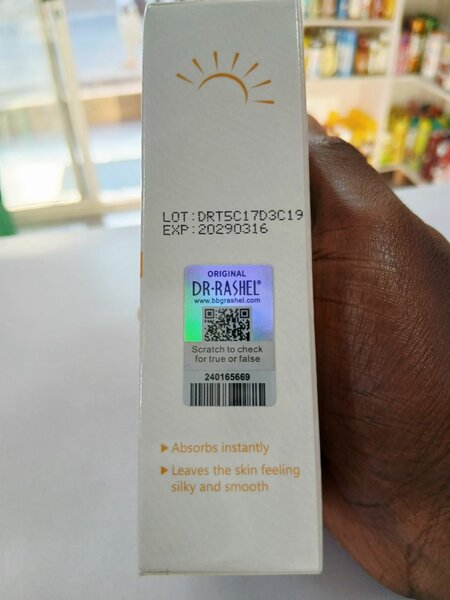 LOT:DRT5C17D3C19
EXP:20290316
ORIGINAL
DR·RASHEL®
www.bbgrashel.com
Scratch to check
for true or false
240165669
▶ Absorbs instantly
▶ Leaves the skin feeling
silky and smooth